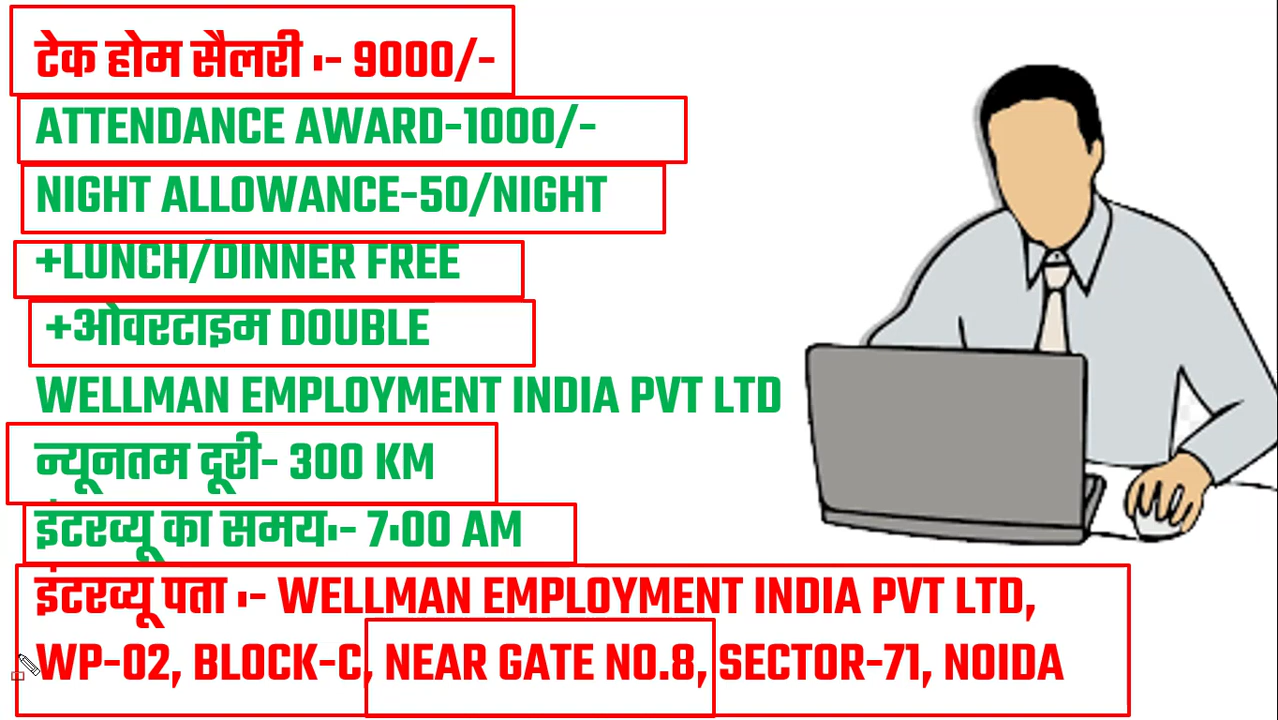 टेक होम सैलरी :- 9000/-
ATTENDANCE AWARD-1000/-
NIGHT ALLOWANCE-50/NIGHT
+LUNCH/DINNER FREE
+ओवरटाइम DOUBLE
WELLMAN EMPLOYMENT INDIA PVT LTD
न्यूनतम दूरी- 300 KM
इंटरव्यू का समय:- 7:00 AM
इंटरव्यू पता :- WELLMAN EMPLOYMENT INDIA PVT LTD,
WP-02, BLOCK-C, NEAR GATE NO.8, SECTOR-71, NOIDA